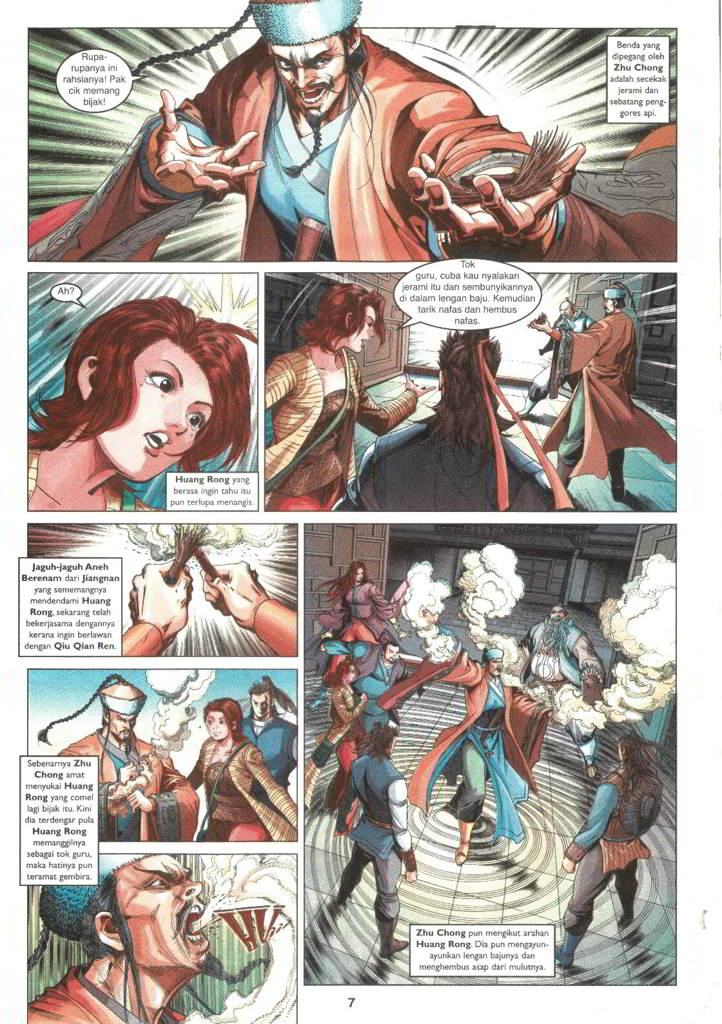 Rupa-
rupanya ini
rahsianya! Pak
cik memang
bijak!
Benda yang
dipegang oleh
Zhu Chong
adalah secekak
jerami dan
sebatang peng-
gores api.
Ah?
Huang Rong yang
berasa ingin tahu itu
pun terlupa menangis.
Tok
guru, cuba kau nyalakan
jerami itu dan sembunyikannya
di dalam lengan baju. Kemudian
tarik nafas dan hembus
nafas.
Jaguh-jaguh Aneh
Berenam dari Jiangnan
yang sememangnya
mendendami Huang
Rong, sekarang telah
bekerjasama dengannya
kerana ingin berlawan
dengan Qiu Qian Ren.
Sebenarnya Zhu
Chong amat
menyukai Huang
Rong yang comel
lagi bijak itu. Kini
dia terdengar pula
Huang Rong
memanggilnya
sebagai tok guru,
maka hatinya pun
teramat gembira.
Zhu Chong pun mengikut arahan
Huang Rong. Dia pun mengayun-
ayunkan lengan bajunya dan
menghembus asap dari mulutnya.
7